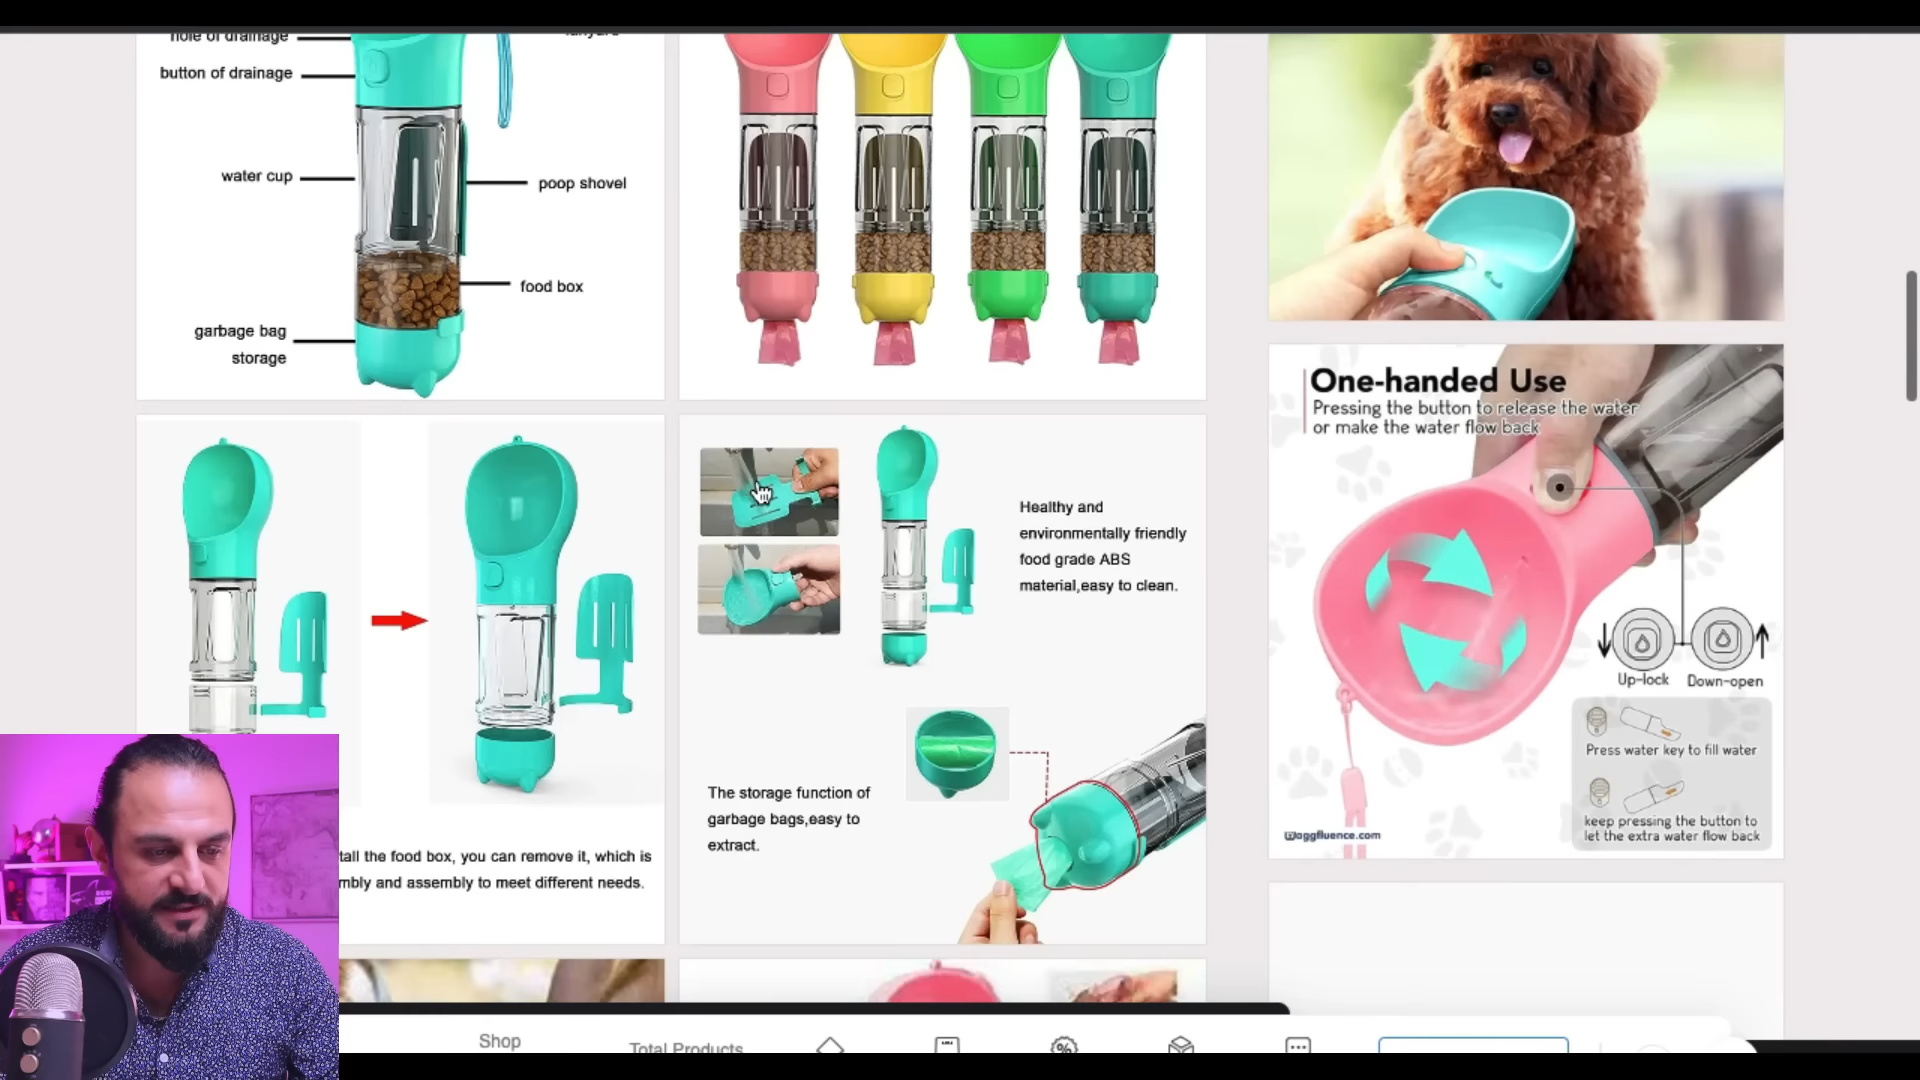 hole of drainage
lanyard
button of drainage
water cup
poop shovel
food box
garbage bag
storage
One-handed Use
Pressing the button to release the water
or make the water flow back
Healthy and
environmentally friendly
food grade ABS
material,easy to clean.
Up-lock
Down-open
Press water key to fill water
The storage function of
garbage bags,easy to
extract.
keep pressing the button to
let the extra water flow back
Woggfluence.com
tall the food box, you can remove it, which is
mbly and assembly to meet different needs.
Shop
Total Products